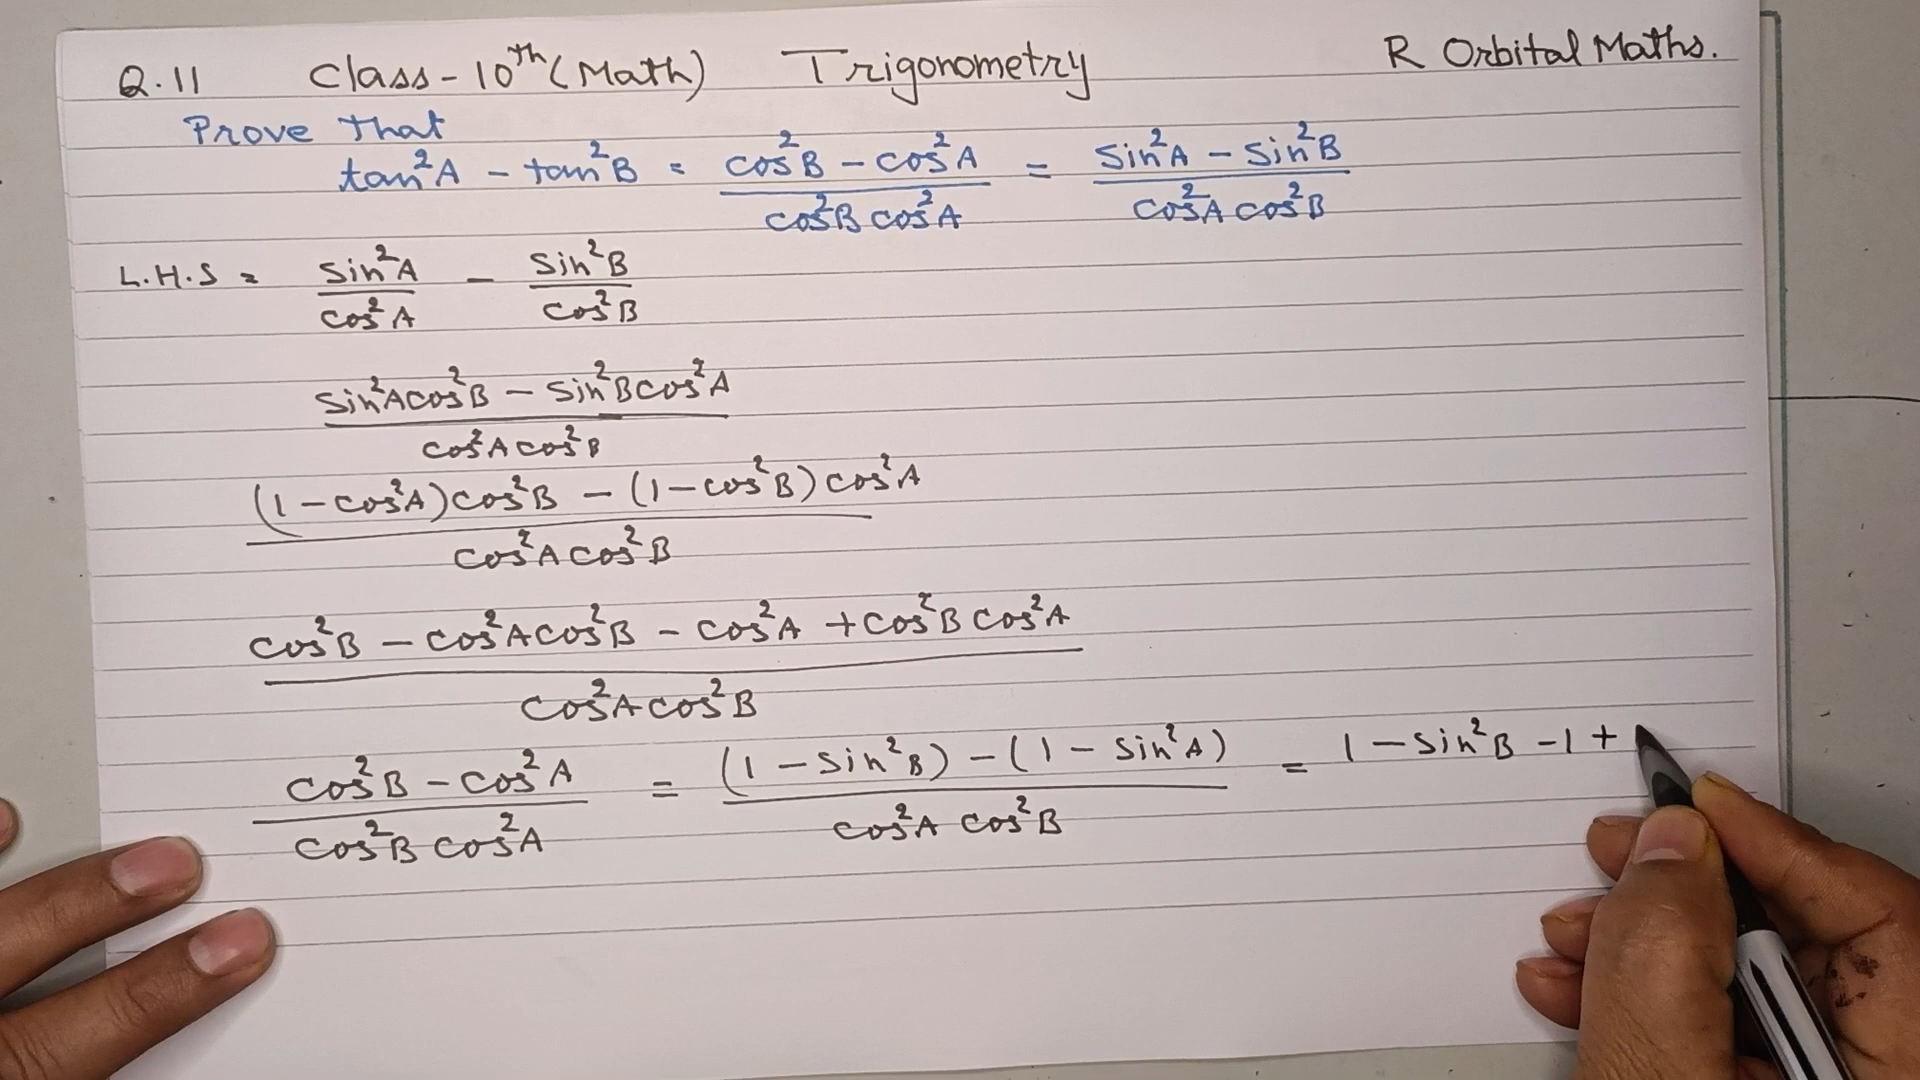 Q.11 Class-10th (Math) Trigonometry R Orbital Maths.
Prove That
tan²A - tan²B = (cos²B - cos²A)/(cos²B cos²A) = (Sin²A - Sin²B)/(cos²A cos²B)
L.H.S = Sin²A/cos²A - Sin²B/cos²B
(Sin²A cos²B - Sin²B cos²A)/(cos²A cos²B)
((1-cos²A)cos²B - (1-cos²B)cos²A)/(cos²A cos²B)
(cos²B - cos²A cos²B - cos²A + cos²B cos²A)/(cos²A cos²B)
(cos²B - cos²A)/(cos²B cos²A) = ((1 - Sin²B) - (1 - Sin²A))/(cos²A cos²B) = 1 - Sin²B - 1 +